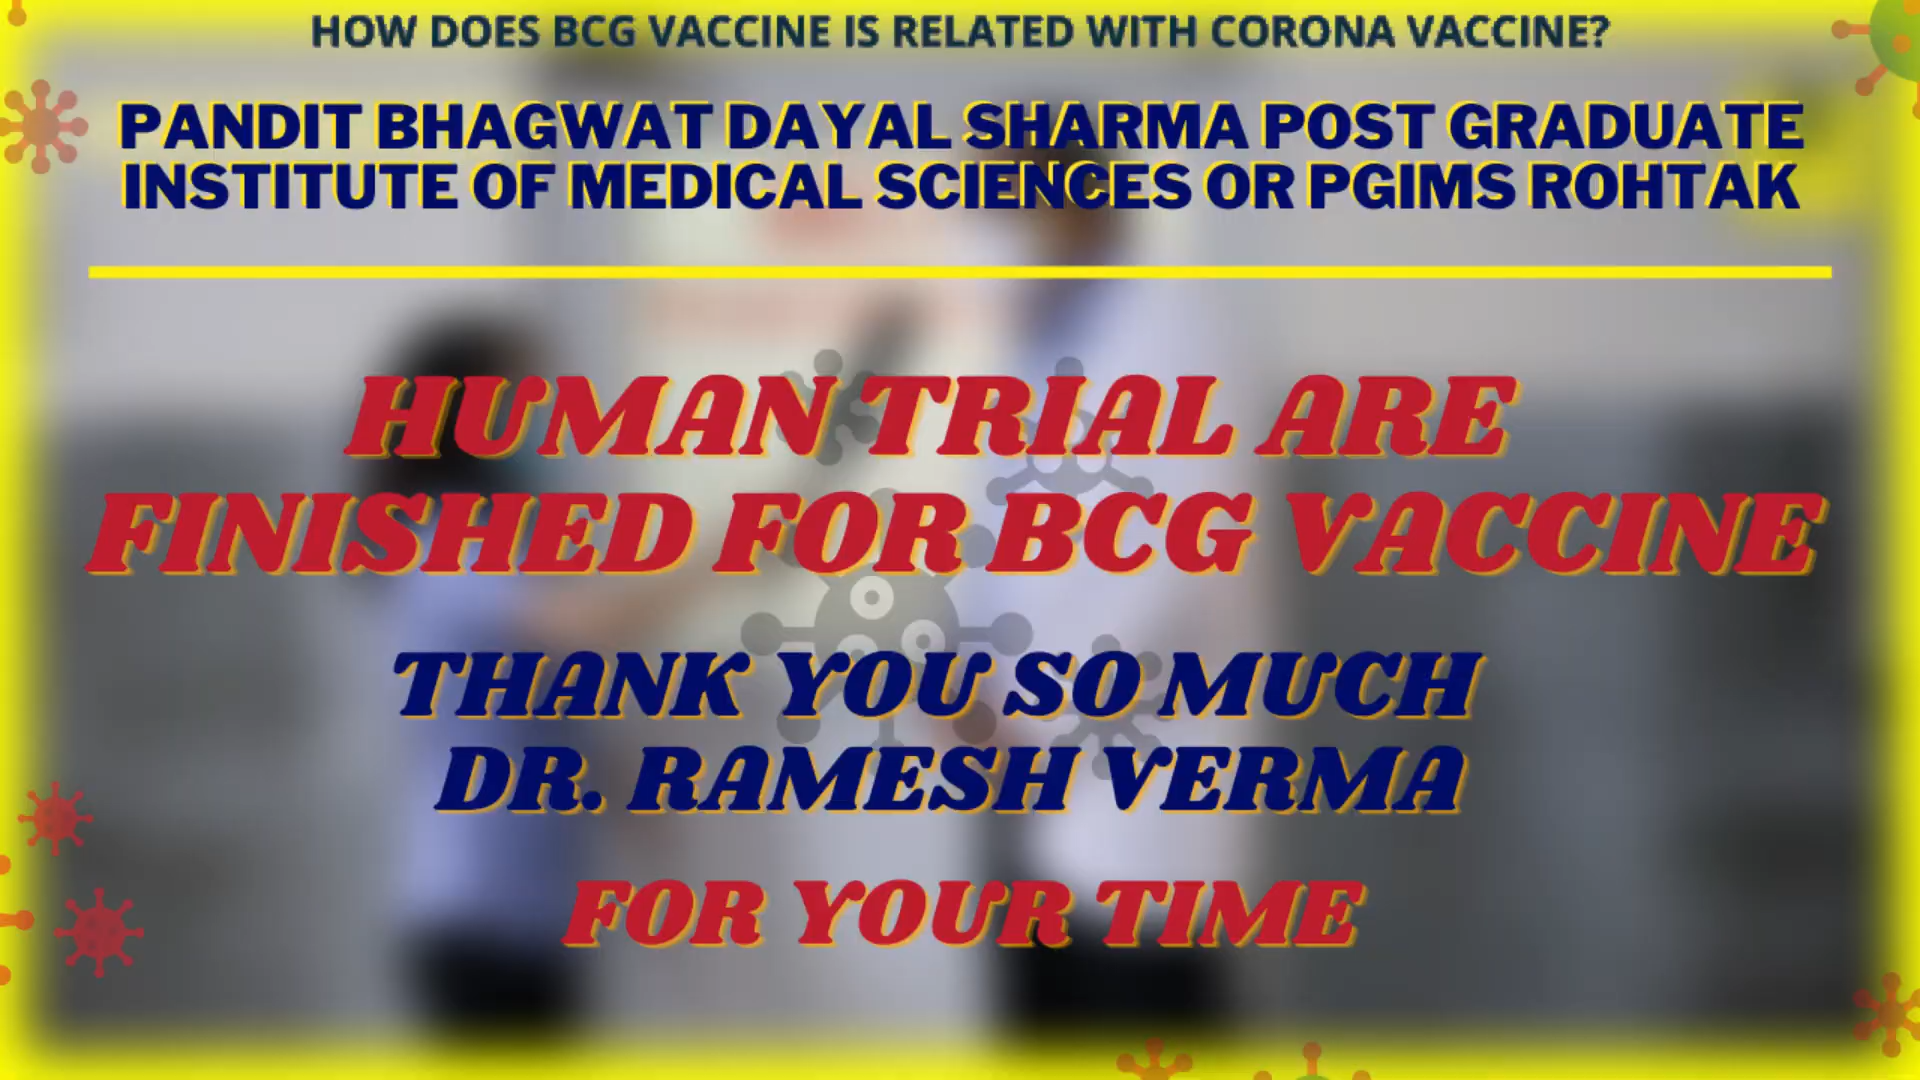 HOW DOES BCG VACCINE IS RELATED WITH CORONA VACCINE?
PANDIT BHAGWAT DAYAL SHARMA POST GRADUATE
INSTITUTE OF MEDICAL SCIENCES OR PGIMS ROHTAK
HUMAN TRIAL ARE
FINISHED FOR BCG VACCINE
THANK YOU SO MUCH
DR. RAMESH VERMA
FOR YOUR TIME